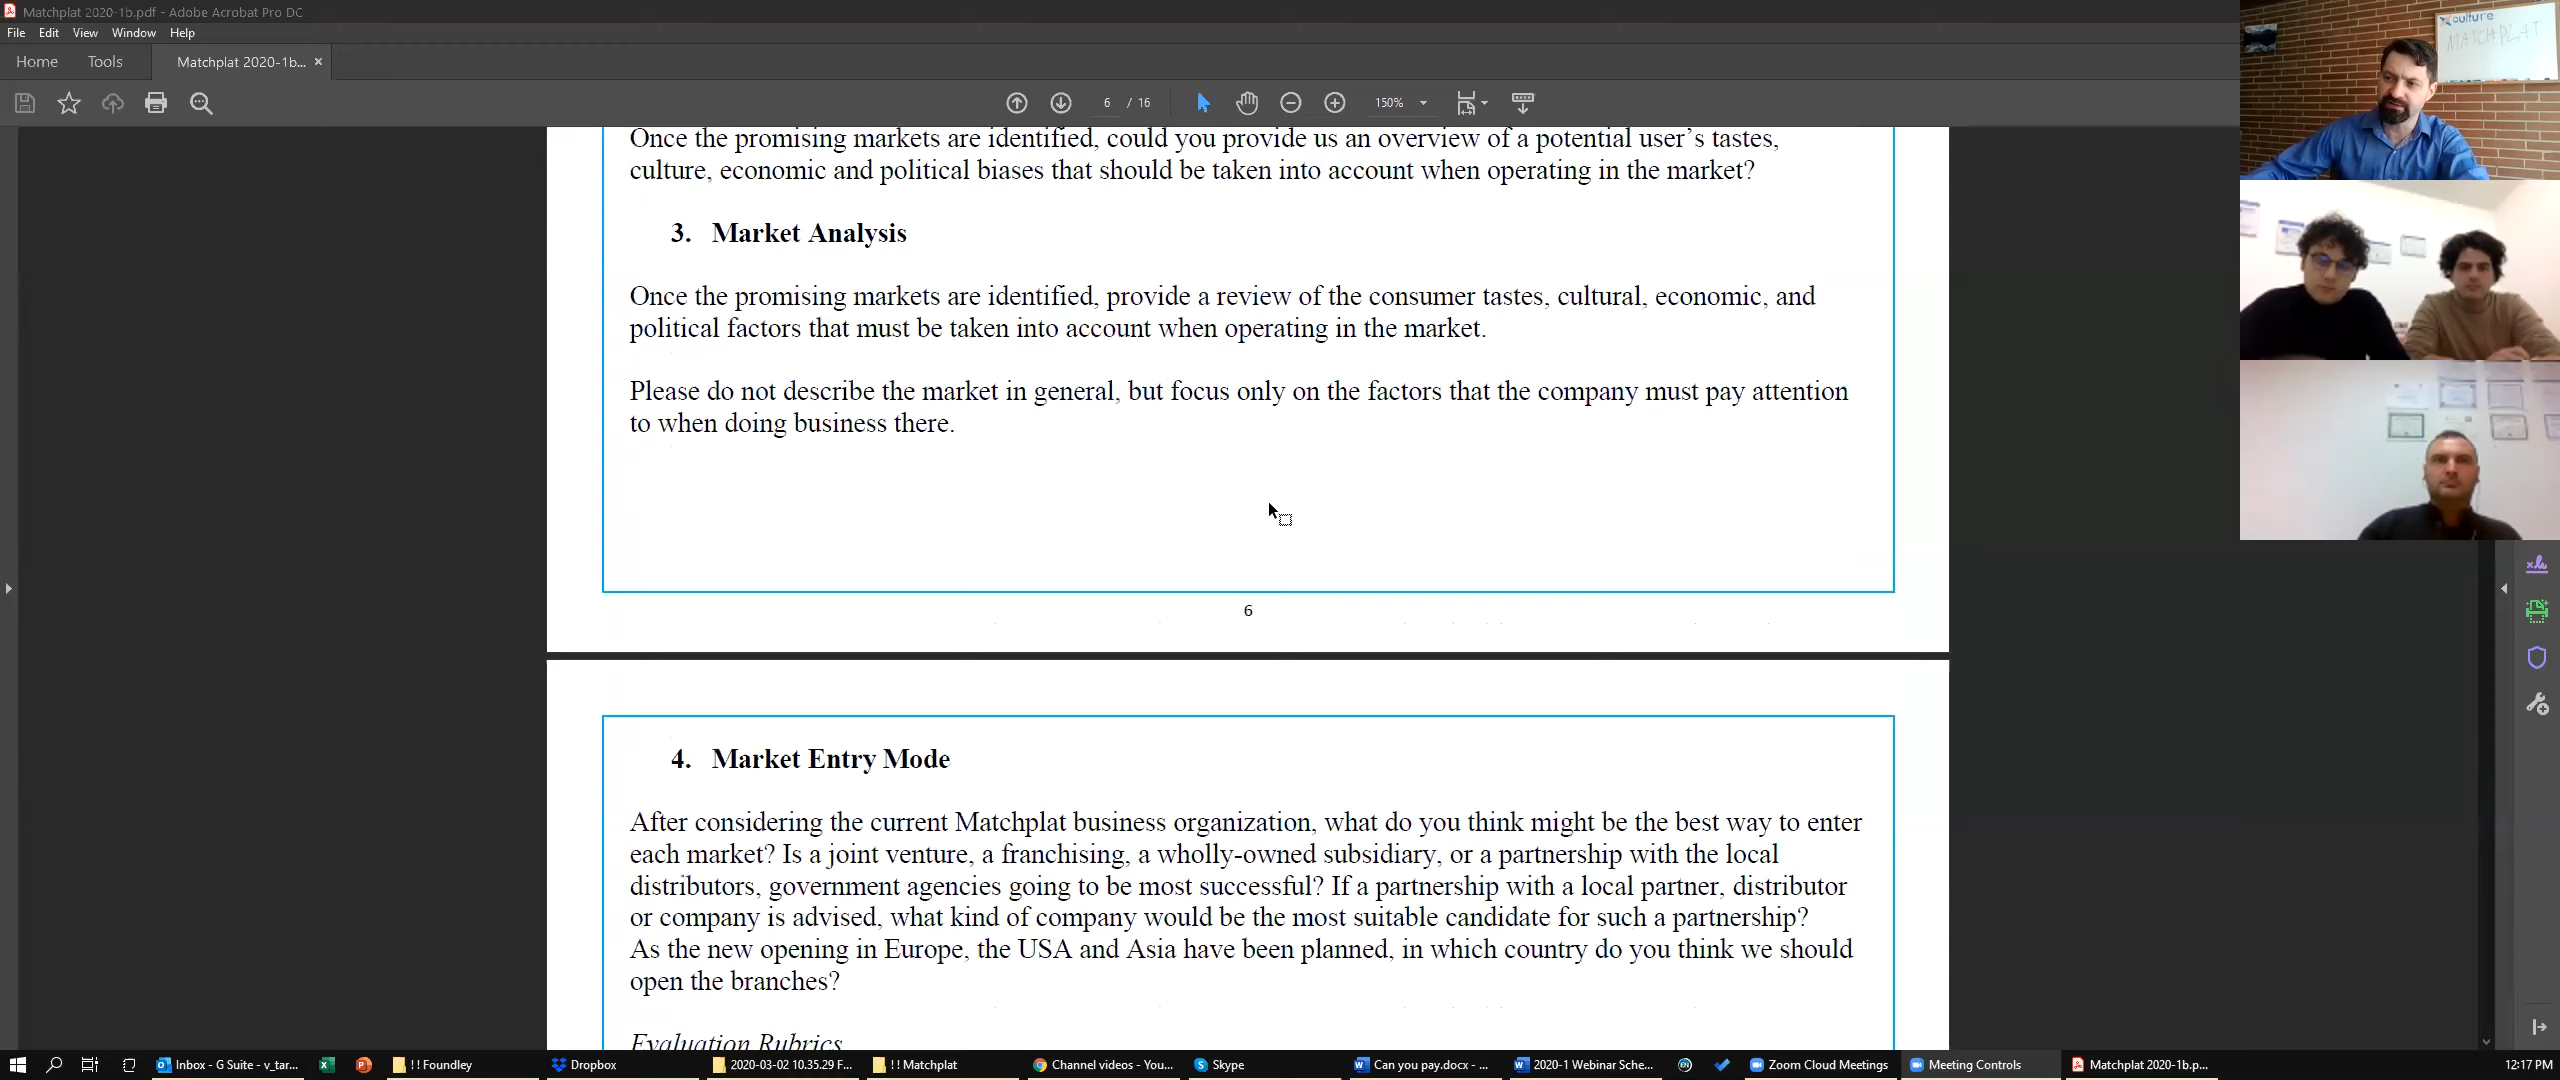 Matchplat 2020-1b.pdf - Adobe Acrobat Pro DC
File Edit View Window Help
Home Tools Matchplat 2020-1b... ×
6 / 16 150%
Once the promising markets are identified, could you provide us an overview of a potential user's tastes,
culture, economic and political biases that should be taken into account when operating in the market?
3. Market Analysis
Once the promising markets are identified, provide a review of the consumer tastes, cultural, economic, and
political factors that must be taken into account when operating in the market.
Please do not describe the market in general, but focus only on the factors that the company must pay attention
to when doing business there.
6
4. Market Entry Mode
After considering the current Matchplat business organization, what do you think might be the best way to enter
each market? Is a joint venture, a franchising, a wholly-owned subsidiary, or a partnership with the local
distributors, government agencies going to be most successful? If a partnership with a local partner, distributor
or company is advised, what kind of company would be the most suitable candidate for such a partnership?
As the new opening in Europe, the USA and Asia have been planned, in which country do you think we should
open the branches?
Evaluation Rubrics
x culture
MATCHPLAT
Inbox - G Suite - v_tar... !! Foundley Dropbox 2020-03-02 10.35.29 F... !! Matchplat Channel videos - You... Skype Can you pay.docx - ... 2020-1 Webinar Sche... Zoom Cloud Meetings Meeting Controls Matchplat 2020-1b.p... 12:17 PM